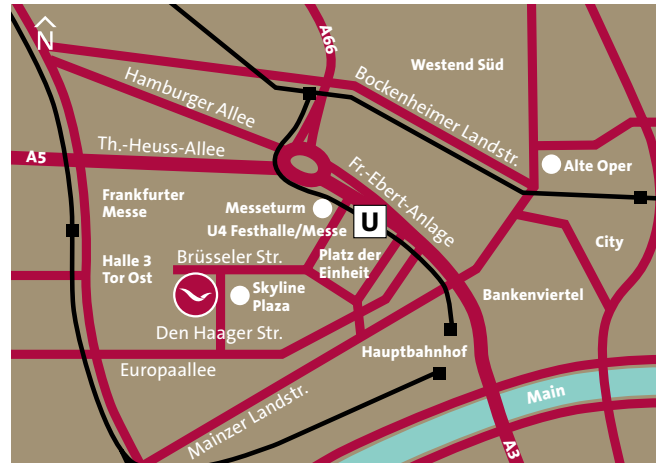 N
A66
Westend Süd
Hamburger Allee
Bockenheimer Landstr.
Th.-Heuss-Allee
A5
Alte Oper
Fr.-Ebert-Anlage
Frankfurter
Messe
Messeturm
U4 Festhalle/Messe
U
City
Halle 3
Tor Ost
Brüsseler Str.
Platz der
Einheit
Skyline
Plaza
Bankenviertel
Den Haager Str.
Hauptbahnhof
Europaallee
Mainzer Landstr.
Main
A3